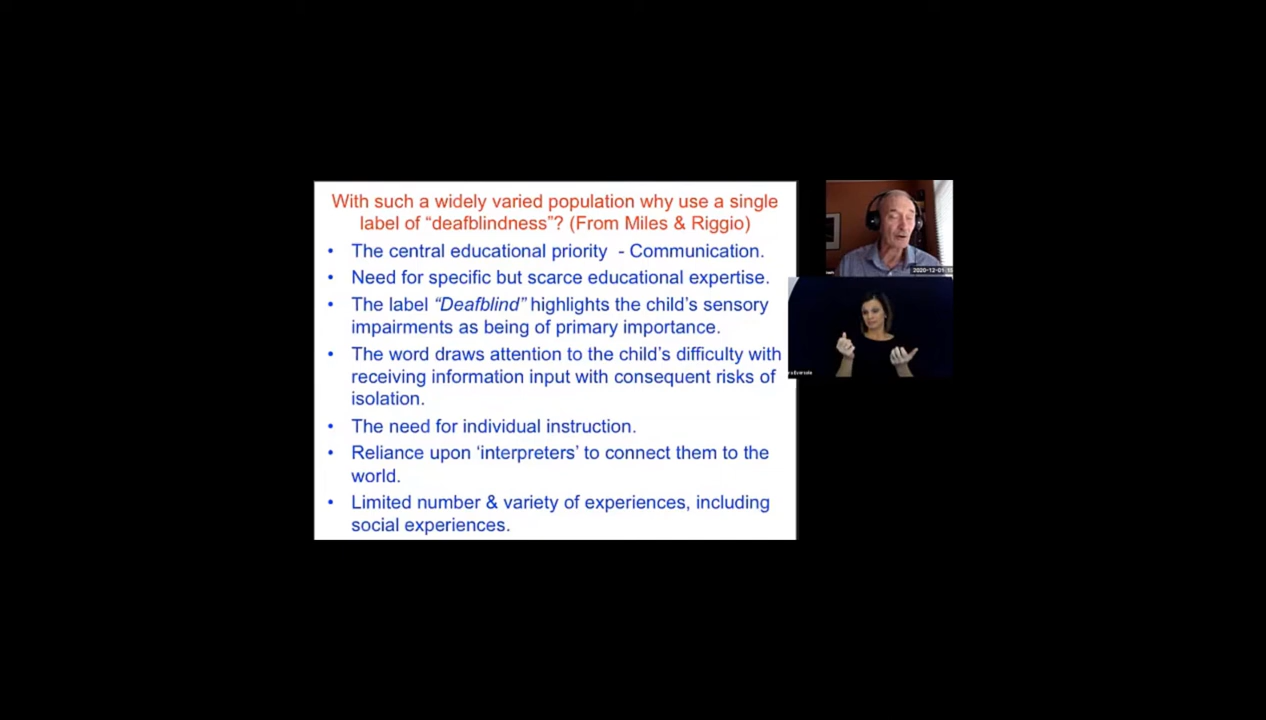 With such a widely varied population why use a single
label of “deafblindness”? (From Miles & Riggio)
• The central educational priority - Communication.
• Need for specific but scarce educational expertise.
• The label “Deafblind” highlights the child’s sensory
impairments as being of primary importance.
• The word draws attention to the child’s difficulty with
receiving information input with consequent risks of
isolation.
• The need for individual instruction.
• Reliance upon ‘interpreters’ to connect them to the
world.
• Limited number & variety of experiences, including
social experiences.